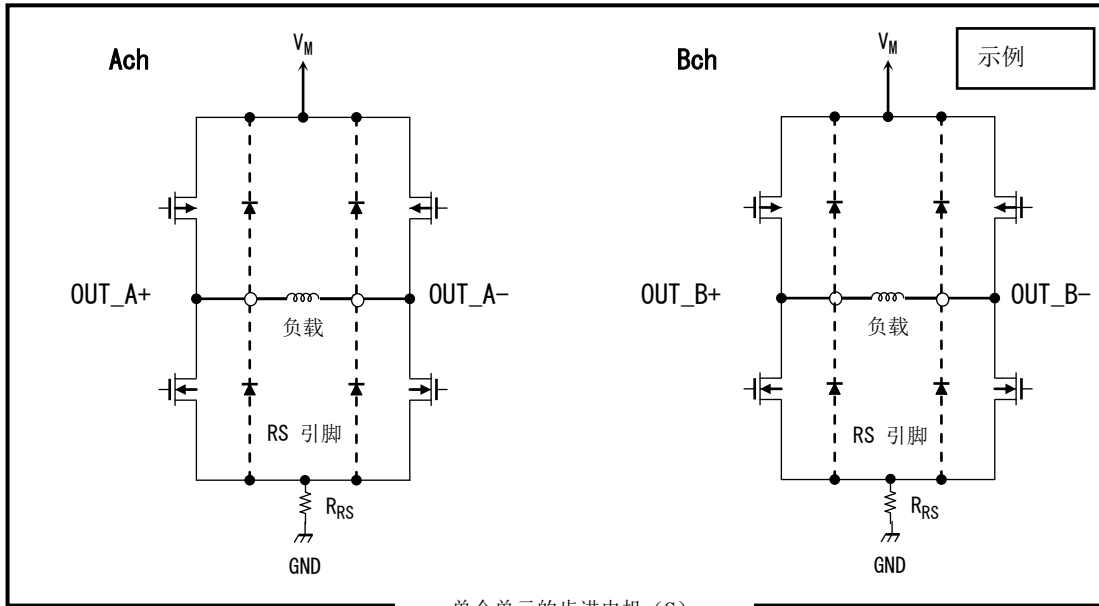 Ach
V_M
Bch
V_M
示例
OUT_A+
OUT_A-
负载
OUT_B+
OUT_B-
负载
RS 引脚
R_RS
GND
RS 引脚
R_RS
GND